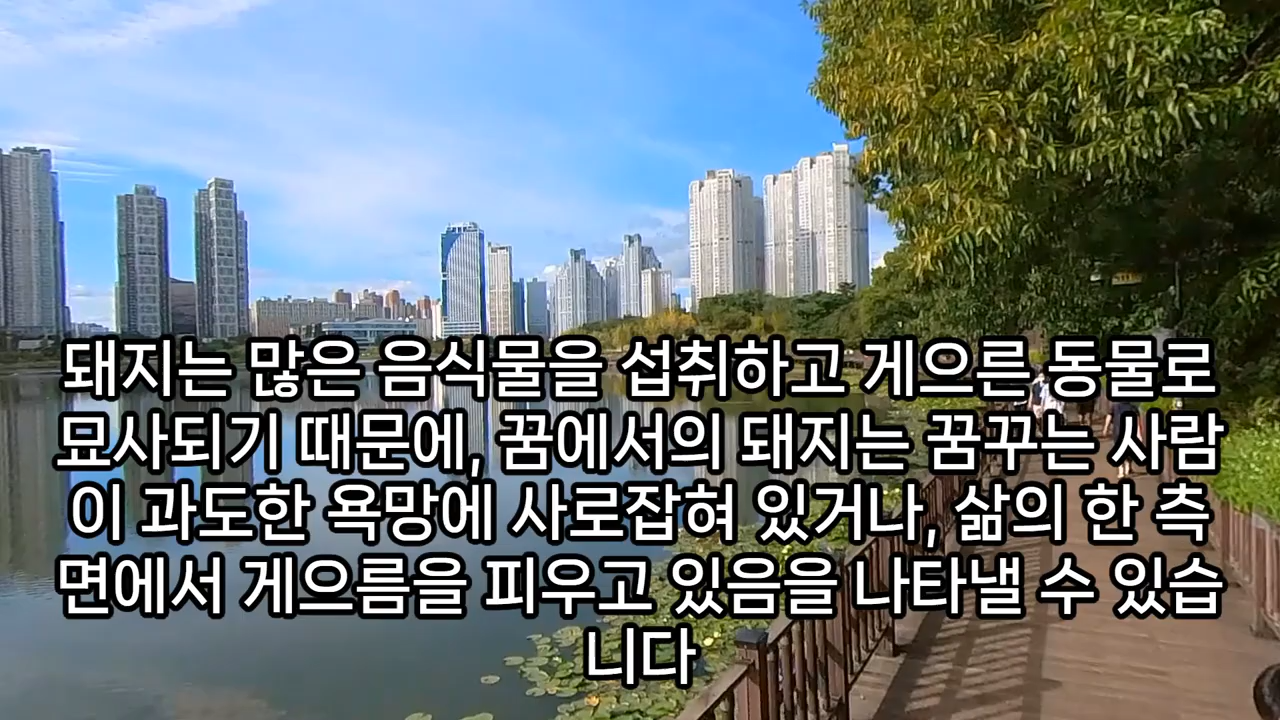 돼지는 많은 음식물을 섭취하고 게으른 동물로
묘사되기 때문에, 꿈에서의 돼지는 꿈꾸는 사람
이 과도한 욕망에 사로잡혀 있거나, 삶의 한 측
면에서 게으름을 피우고 있음을 나타낼 수 있습
니다